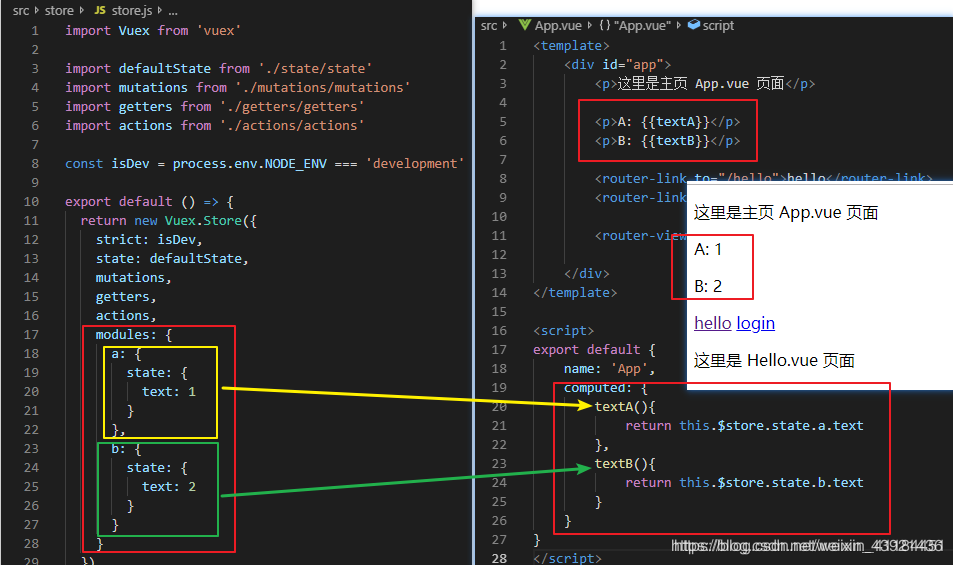 src > store > JS store.js > ...
1 import Vuex from 'vuex'
2
3 import defaultState from './state/state'
4 import mutations from './mutations/mutations'
5 import getters from './getters/getters'
6 import actions from './actions/actions'
7
8 const isDev = process.env.NODE_ENV === 'development'
9
10 export default () => {
11 return new Vuex.Store({
12 strict: isDev,
13 state: defaultState,
14 mutations,
15 getters,
16 actions,
17 modules: {
18 a: {
19 state: {
20 text: 1
21 }
22 },
23 b: {
24 state: {
25 text: 2
26 }
27 }
28 }
29 })
src > App.vue > {} "App.vue" > script
1 <template>
2 <div id="app">
3 <p>这里是主页 App.vue 页面</p>
4
5 <p>A: {{textA}}</p>
6 <p>B: {{textB}}</p>
7
8 <router-link to="/hello">hello</router-link>
9 <router-link
10
11 <router-view
12
13 </div>
14 </template>
15
16 <script>
17 export default {
18 name: 'App',
19 computed: {
20 textA(){
21 return this.$store.state.a.text
22 },
23 textB(){
24 return this.$store.state.b.text
25 }
26 }
27 }
28 </script>
这里是主页 App.vue 页面
A: 1
B: 2
hello login
这里是 Hello.vue 页面